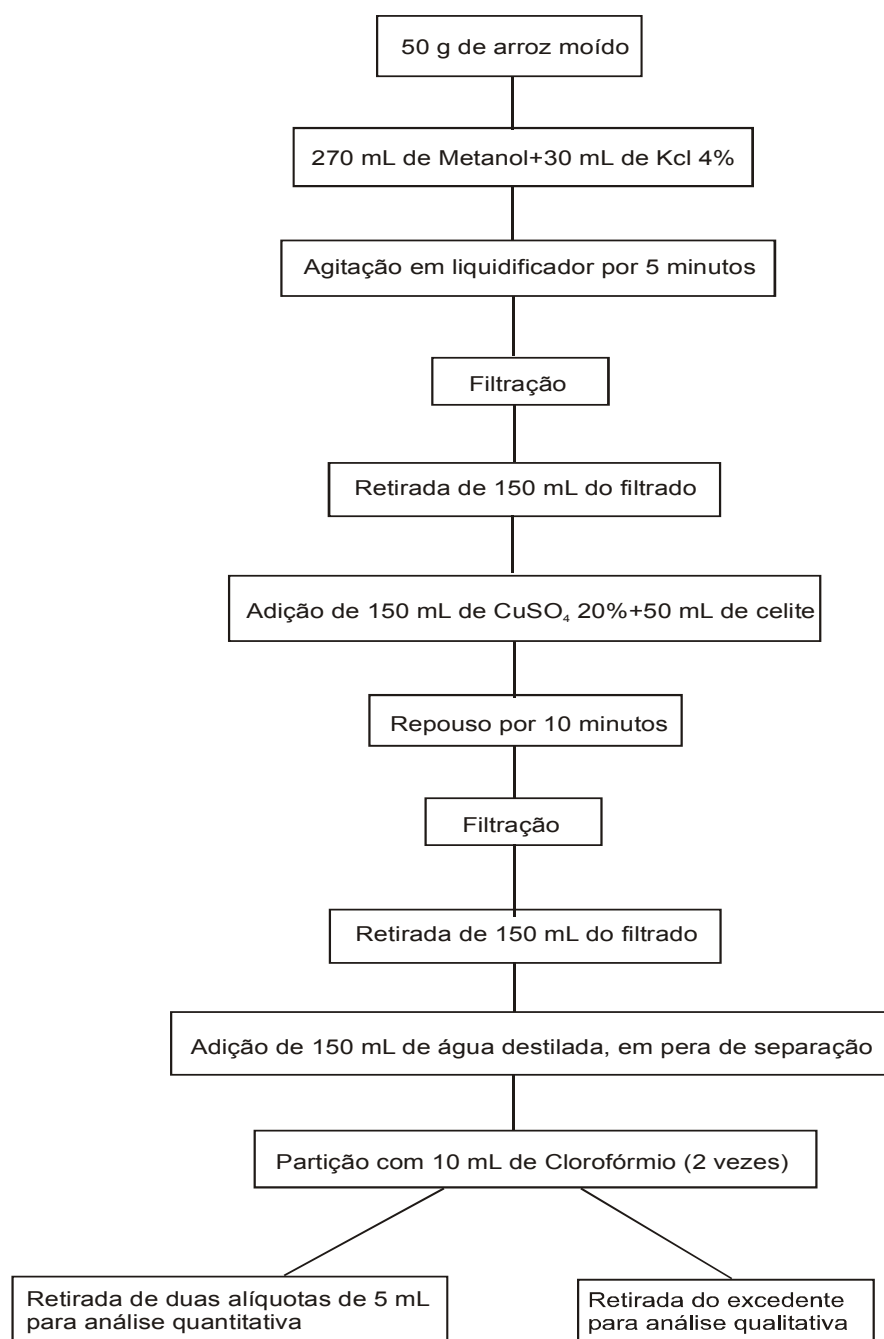 50 g de arroz moído
270 mL de Metanol+30 mL de Kcl 4%
Agitação em liquidificador por 5 minutos
Filtração
Retirada de 150 mL do filtrado
Adição de 150 mL de CuSO₄ 20%+50 mL de celite
Repouso por 10 minutos
Filtração
Retirada de 150 mL do filtrado
Adição de 150 mL de água destilada, em pera de separação
Partição com 10 mL de Clorofórmio (2 vezes)
Retirada de duas alíquotas de 5 mL
para análise quantitativa
Retirada do excedente
para análise qualitativa